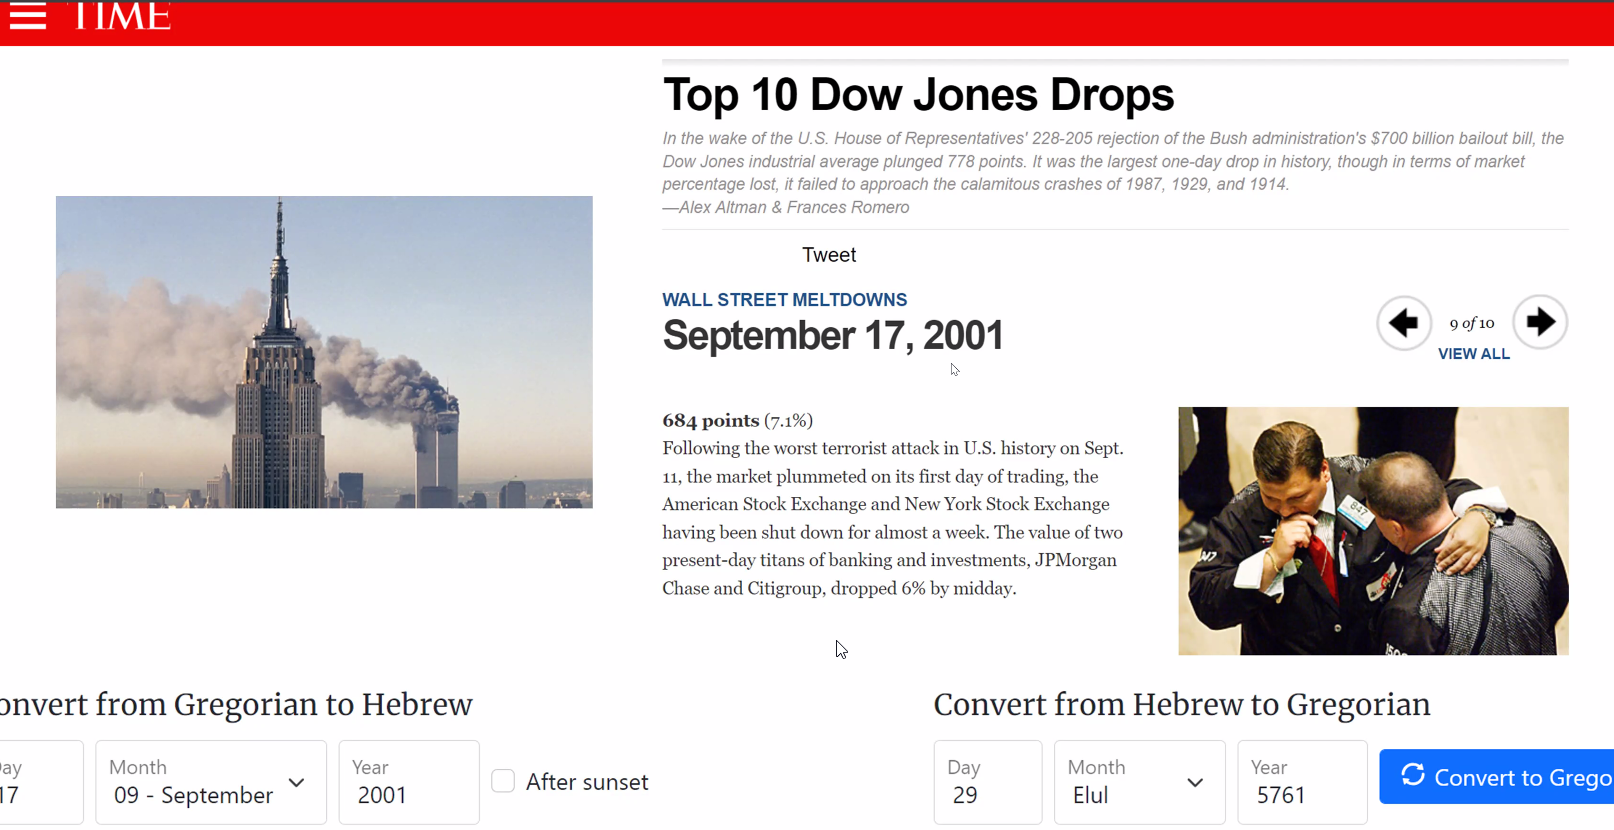 TIME
Top 10 Dow Jones Drops
In the wake of the U.S. House of Representatives' 228-205 rejection of the Bush administration's $700 billion bailout bill, the
Dow Jones industrial average plunged 778 points. It was the largest one-day drop in history, though in terms of market
percentage lost, it failed to approach the calamitous crashes of 1987, 1929, and 1914.
—Alex Altman & Frances Romero
Tweet
WALL STREET MELTDOWNS
September 17, 2001
9 of 10
VIEW ALL
684 points (7.1%)
Following the worst terrorist attack in U.S. history on Sept.
11, the market plummeted on its first day of trading, the
American Stock Exchange and New York Stock Exchange
having been shut down for almost a week. The value of two
present-day titans of banking and investments, JPMorgan
Chase and Citigroup, dropped 6% by midday.
847
onvert from Gregorian to Hebrew
ay
17
Month
09 - September
Year
2001
After sunset
Convert from Hebrew to Gregorian
Day
29
Month
Elul
Year
5761
Convert to Grego